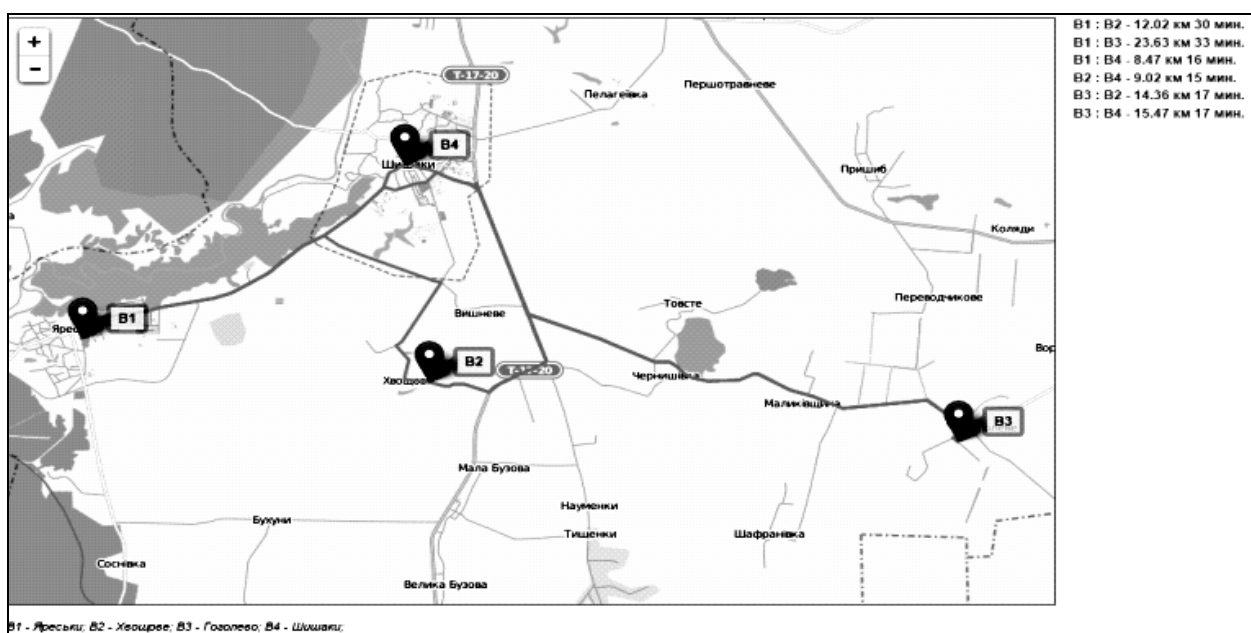 +
−
Т-17-20
B1 : B2 - 12.02 км 30 мин.
B1 : B3 - 23.63 км 33 мин.
B1 : B4 - 8.47 км 16 мин.
B2 : B4 - 9.02 км 15 мин.
B3 : B2 - 14.36 км 17 мин.
B3 : B4 - 15.47 км 17 мин.
Пелагеївка
Першотравневе
B4
Пришиб
Коляди
Переводчикове
Товсте
Вишневе
B1
B2
Чернишівка
Маликівщина
B3
Мала Бузова
Науменки
Бухуни
Тишенки
Шафранівка
Соснівка
Велика Бузова
B1 - Яреськи; B2 - Хвощове; B3 - Гоголево; B4 - Шишаки;